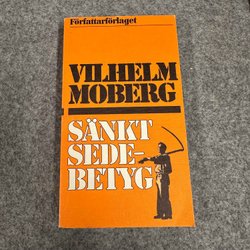 Författarförlaget
VILHELM
MOBERG
SÄNKT
SEDE-
BETYG